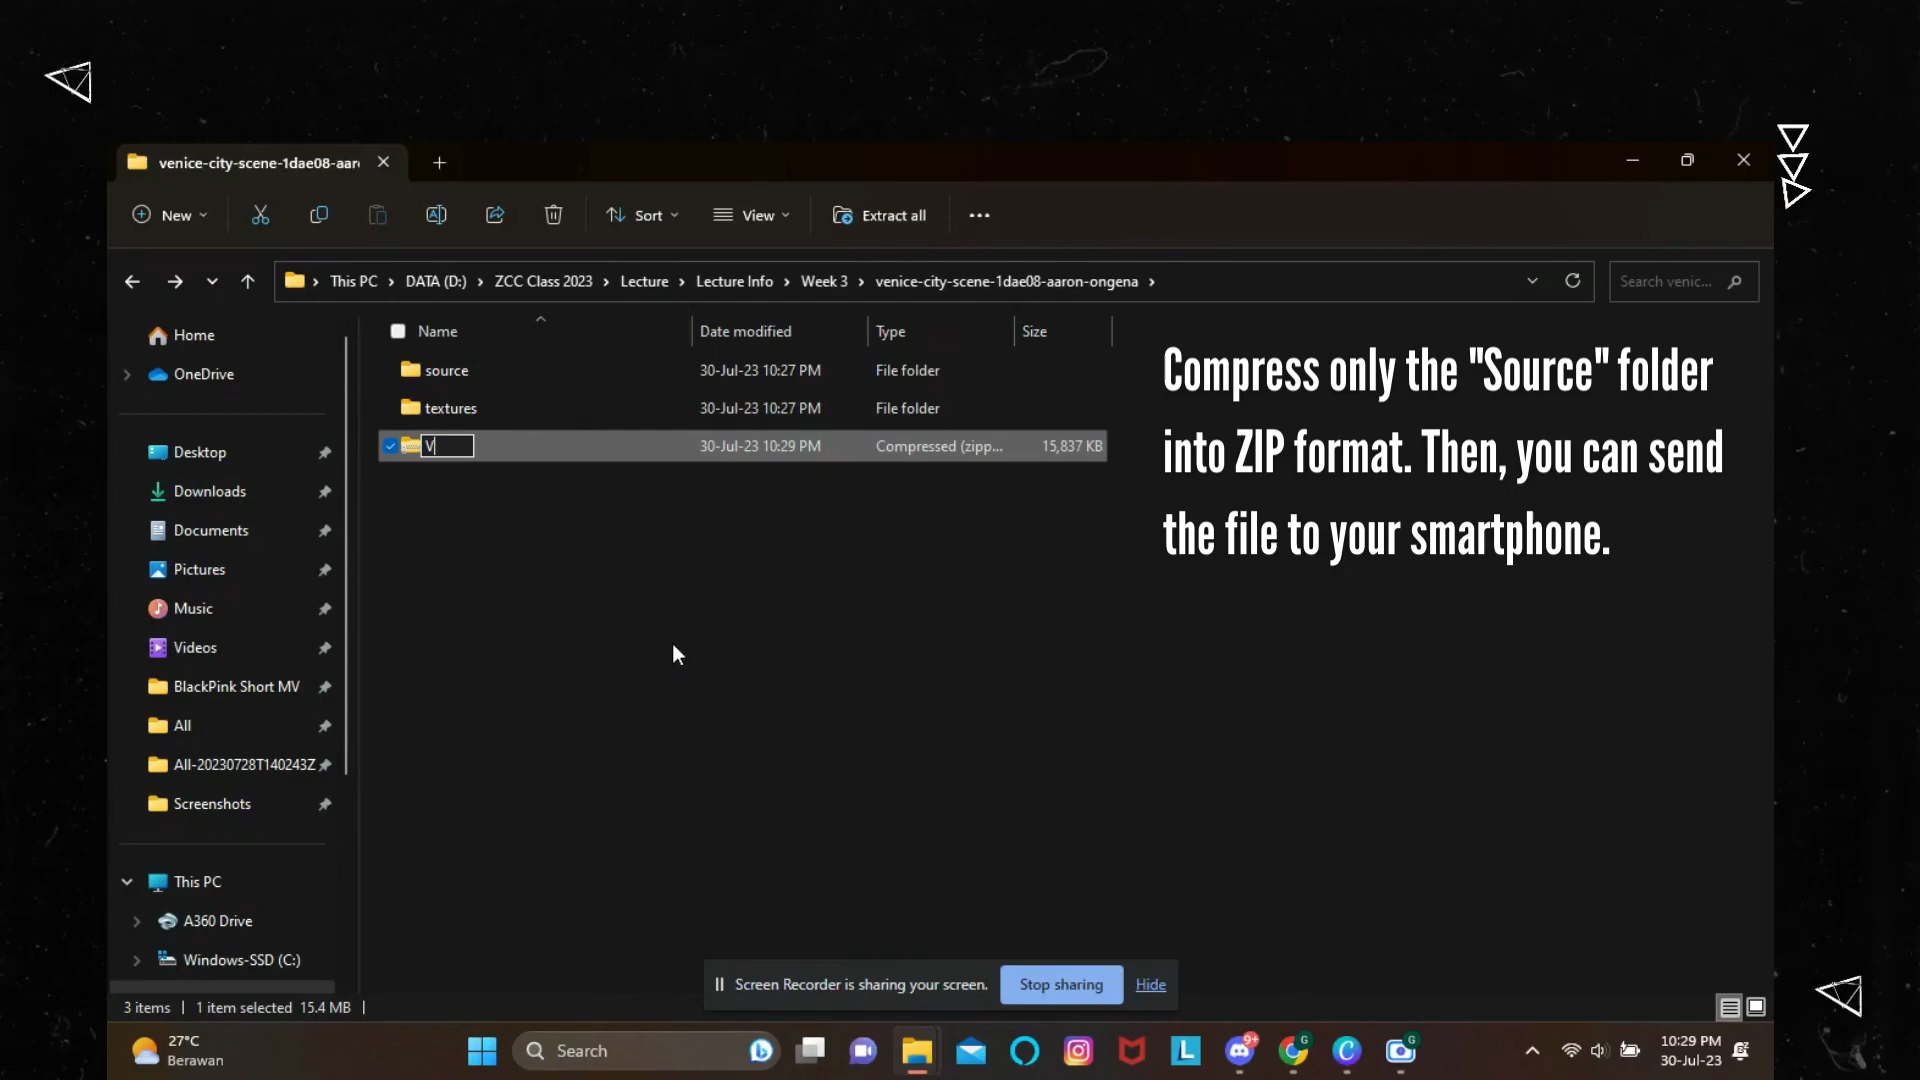 venice-city-scene-1dae08-aar
New
Sort
View
Extract all
This PC > DATA (D:) > ZCC Class 2023 > Lecture > Lecture Info > Week 3 > venice-city-scene-1dae08-aaron-ongena >
Search venic...
Name Date modified Type Size
source 30-Jul-23 10:27 PM File folder
textures 30-Jul-23 10:27 PM File folder
V 30-Jul-23 10:29 PM Compressed (zipp... 15,837 KB
Home
OneDrive
Desktop
Downloads
Documents
Pictures
Music
Videos
BlackPink Short MV
All
All-20230728T140243Z
Screenshots
This PC
A360 Drive
Windows-SSD (C:)
Compress only the "Source" folder
into ZIP format. Then, you can send
the file to your smartphone.
Screen Recorder is sharing your screen. Stop sharing Hide
3 items 1 item selected 15.4 MB
27°C
Berawan
Search
L
9+
G
C
G
10:29 PM
30-Jul-23